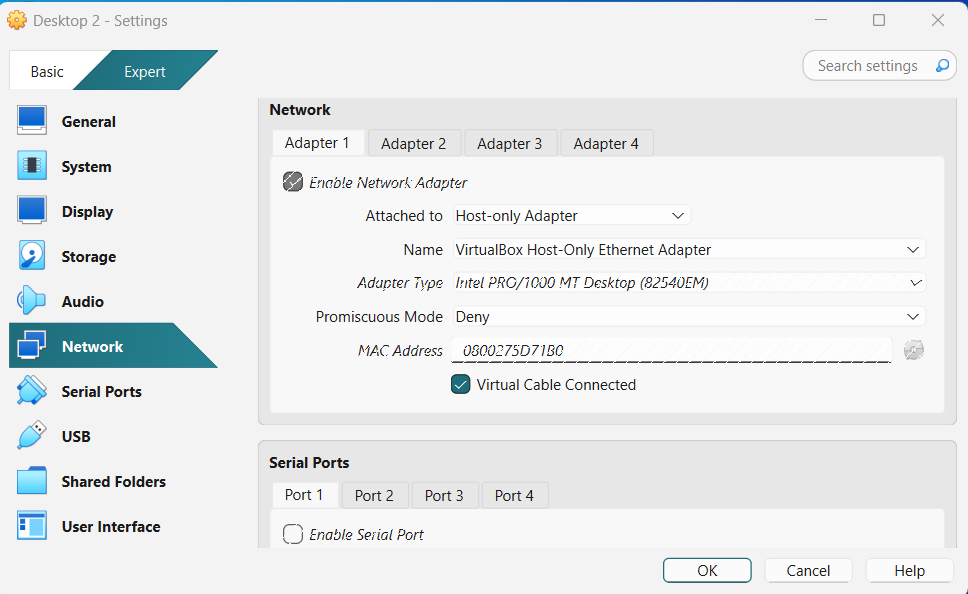 Desktop 2 - Settings
Basic
Expert
Search settings
General
System
Display
Storage
Audio
Network
Serial Ports
USB
Shared Folders
User Interface
Network
Adapter 1
Adapter 2
Adapter 3
Adapter 4
Enable Network Adapter
Attached to Host-only Adapter
Name VirtualBox Host-Only Ethernet Adapter
Adapter Type Intel PRO/1000 MT Desktop (82540EM)
Promiscuous Mode Deny
MAC Address 0800275D71B0
Virtual Cable Connected
Serial Ports
Port 1
Port 2
Port 3
Port 4
Enable Serial Port
OK
Cancel
Help